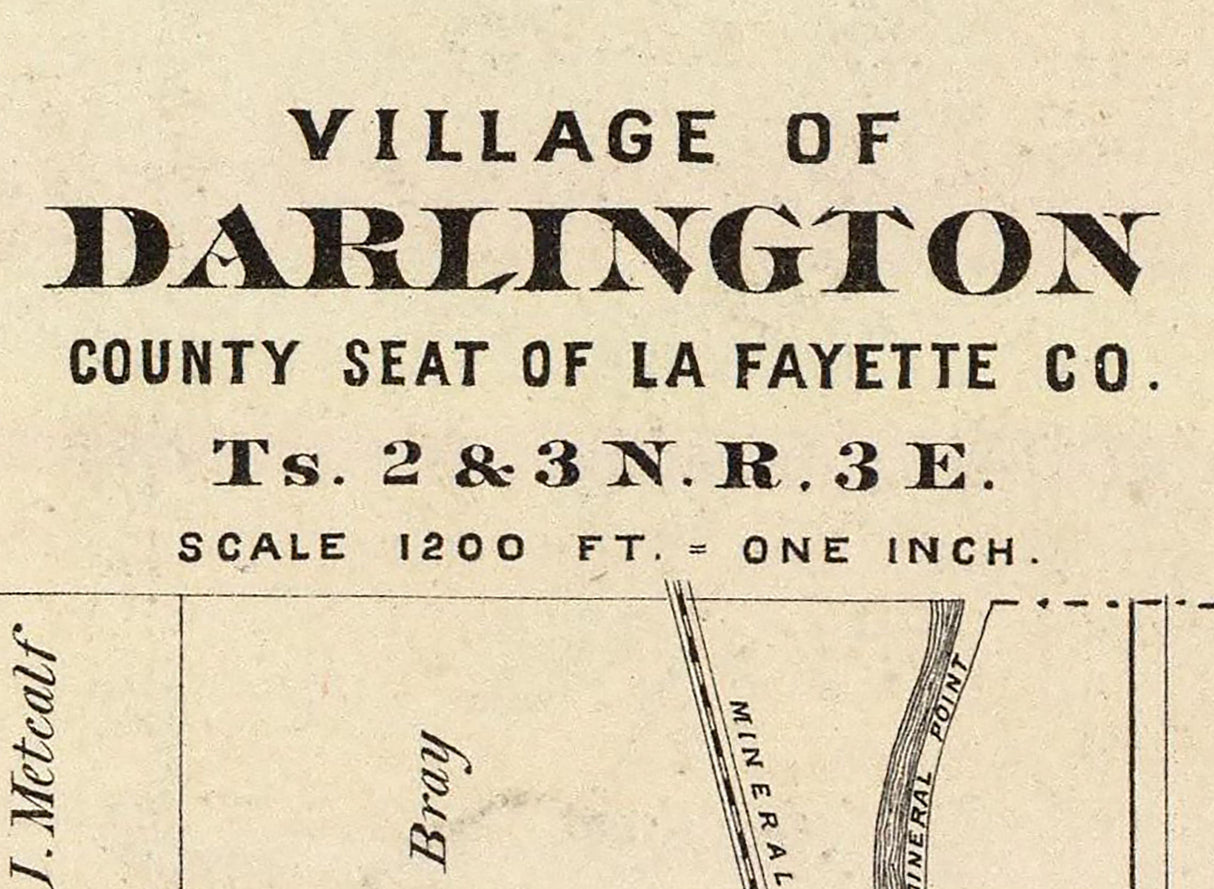 VILLAGE OF
DARLINGTON
COUNTY SEAT OF LA FAYETTE CO.
Ts. 2 & 3 N. R. 3 E.
SCALE 1200 FT. = ONE INCH.
J. Metcalf
Bray
MINERAL
MINERAL POINT